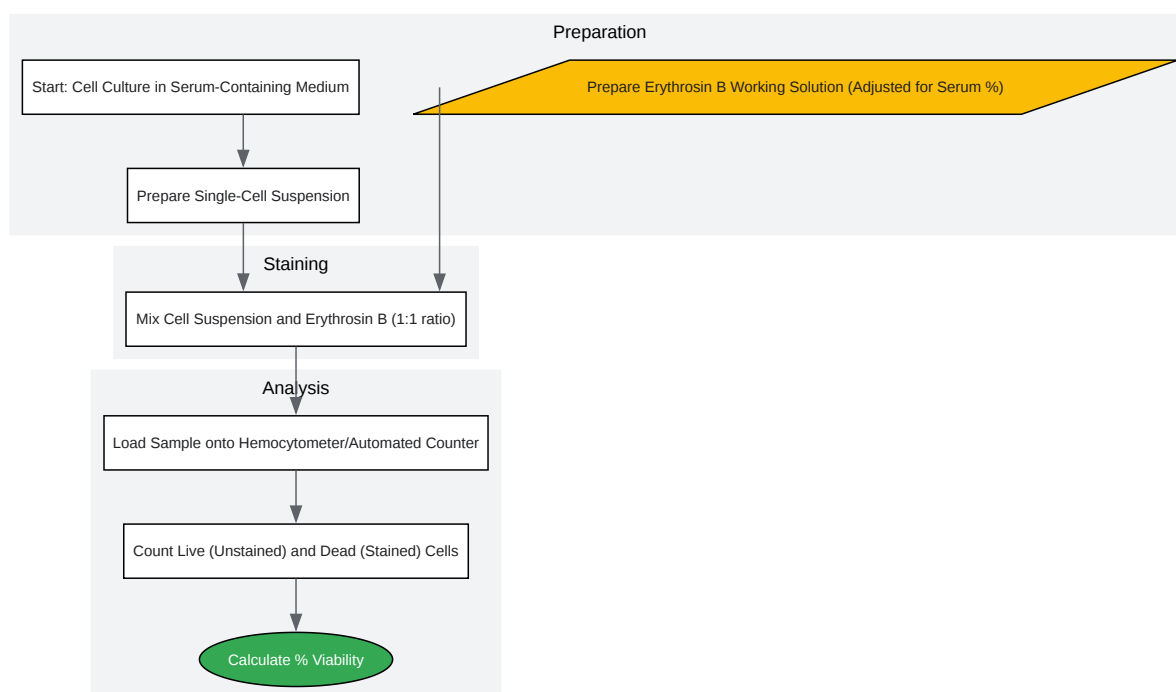 Preparation
Start: Cell Culture in Serum-Containing Medium
Prepare Erythrosin B Working Solution (Adjusted for Serum %)
Prepare Single-Cell Suspension
Staining
Mix Cell Suspension and Erythrosin B (1:1 ratio)
Analysis
Load Sample onto Hemocytometer/Automated Counter
Count Live (Unstained) and Dead (Stained) Cells
Calculate % Viability